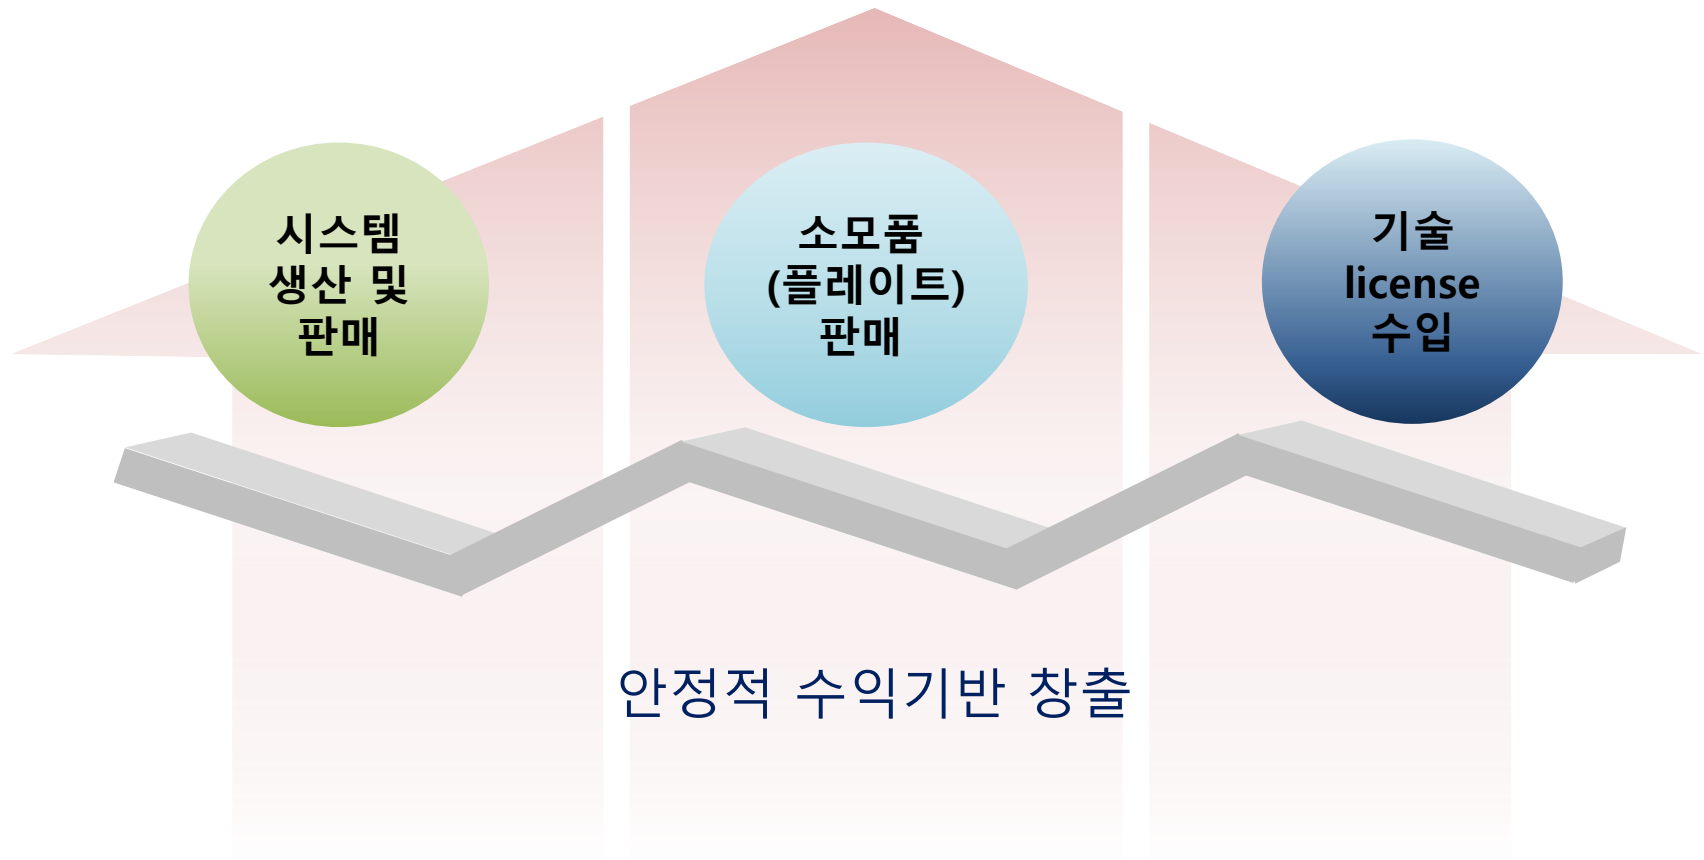 시스템
생산 및
판매
소모품
(플레이트)
판매
기술
license
수입
안정적 수익기반 창출